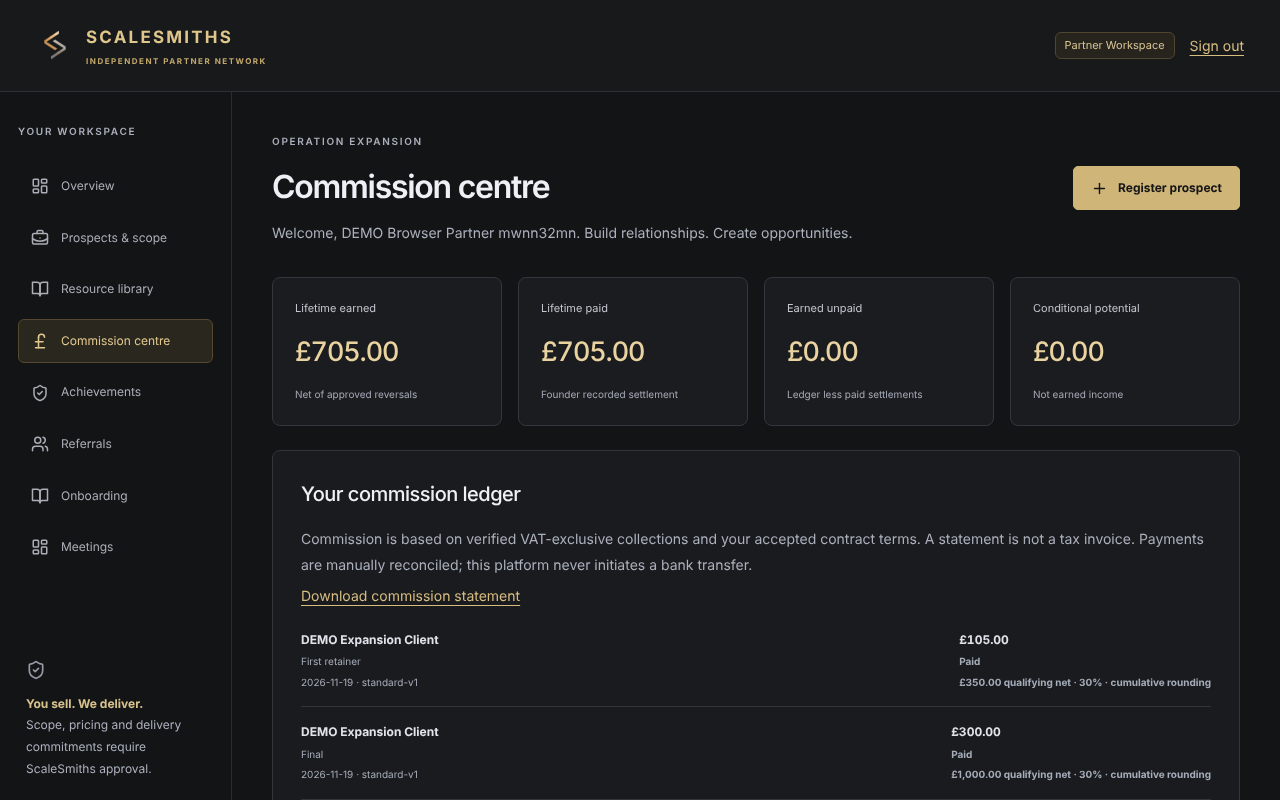 SCALESMITHS
INDEPENDENT PARTNER NETWORK
Partner Workspace
Sign out
YOUR WORKSPACE
Overview
Prospects & scope
Resource library
Commission centre
Achievements
Referrals
Onboarding
Meetings
You sell. We deliver.
Scope, pricing and delivery
commitments require
ScaleSmiths approval.
OPERATION EXPANSION
Commission centre
Register prospect
Welcome, DEMO Browser Partner mwnn32mn. Build relationships. Create opportunities.
Lifetime earned
£705.00
Net of approved reversals
Lifetime paid
£705.00
Founder recorded settlement
Earned unpaid
£0.00
Ledger less paid settlements
Conditional potential
£0.00
Not earned income
Your commission ledger
Commission is based on verified VAT-exclusive collections and your accepted contract terms. A statement is not a tax invoice. Payments
are manually reconciled; this platform never initiates a bank transfer.
Download commission statement
DEMO Expansion Client
First retainer
2026-11-19 · standard-v1
£105.00
Paid
£350.00 qualifying net · 30% · cumulative rounding
DEMO Expansion Client
Final
2026-11-19 · standard-v1
£300.00
Paid
£1,000.00 qualifying net · 30% · cumulative rounding